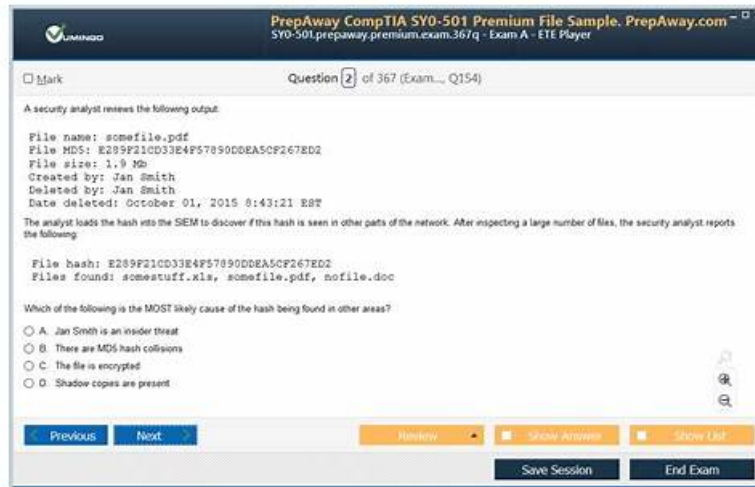 VUMINGO
PrepAway CompTIA SY0-501 Premium File Sample. PrepAway.com
SY0-501.prepaway.premium.exam.367q - Exam A - ETE Player
Mark
Question 2 of 367 (Exam..., Q154)
A security analyst reviews the following output:
File name: somefile.pdf
File MD5: E289F21CD33E4F57890DDEA5CF267ED2
File size: 1.9 Mb
Created by: Jan Smith
Deleted by: Jan Smith
Date deleted: October 01, 2015 8:43:21 EST
The analyst loads the hash into the SIEM to discover if this hash is seen in other parts of the network. After inspecting a large number of files, the security analyst reports
the following:
File hash: E289F21CD33E4F57890DDEA5CF267ED2
Files found: somestuff.xls, somefile.pdf, nofile.doc
Which of the following is the MOST likely cause of the hash being found in other areas?
A. Jan Smith is an insider threat
B. There are MD5 hash collisions
C. The file is encrypted
D. Shadow copies are present
Previous
Next
Review
Show Answer
Show List
Save Session
End Exam